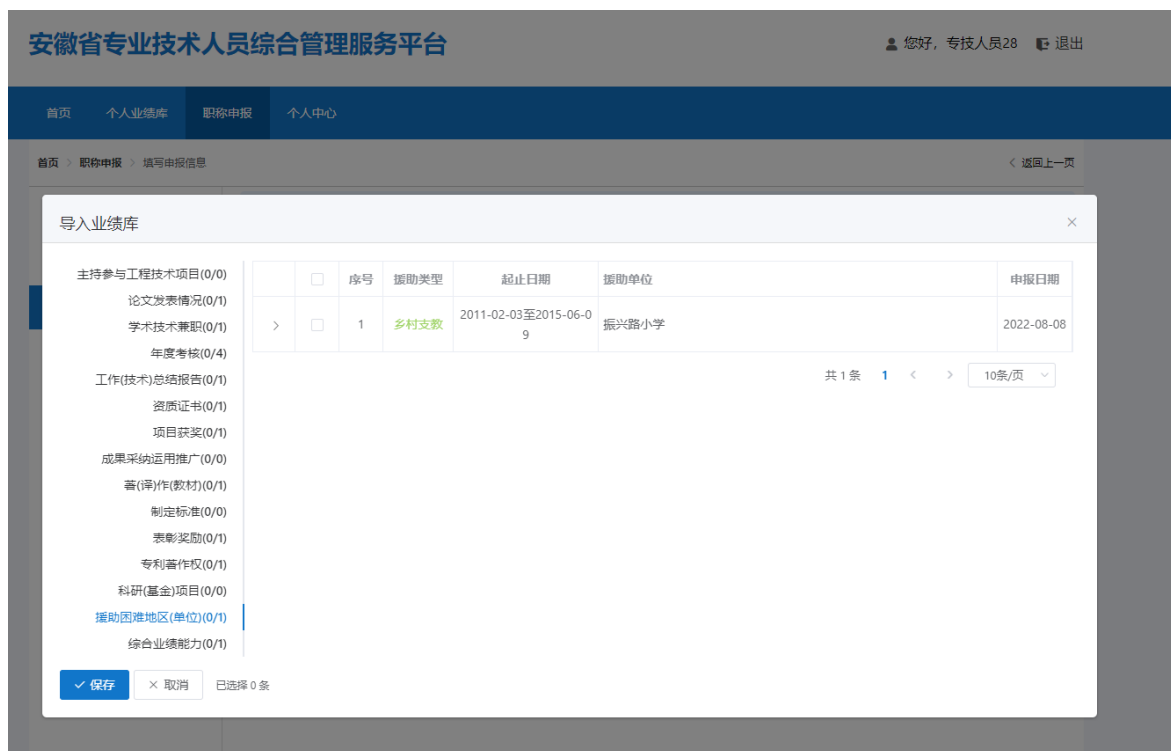 安徽省专业技术人员综合管理服务平台
您好，专技人员28 退出
首页 个人业绩库 职称申报 个人中心
首页 > 职称申报 > 填写申报信息 < 返回上一页
导入业绩库
主持参与工程技术项目(0/0)
论文发表情况(0/1)
学术技术兼职(0/1)
年度考核(0/4)
工作(技术)总结报告(0/1)
资质证书(0/1)
项目获奖(0/1)
成果采纳运用推广(0/0)
著(译)作(教材)(0/1)
制定标准(0/0)
表彰奖励(0/1)
专利著作权(0/1)
科研(基金)项目(0/0)
援助困难地区(单位)(0/1)
综合业绩能力(0/1)
序号 援助类型 起止日期 援助单位 申报日期
1 乡村支教 2011-02-03至2015-06-0
9 振兴路小学 2022-08-08
共 1 条 1 < > 10条/页
保存 取消 已选择 0 条